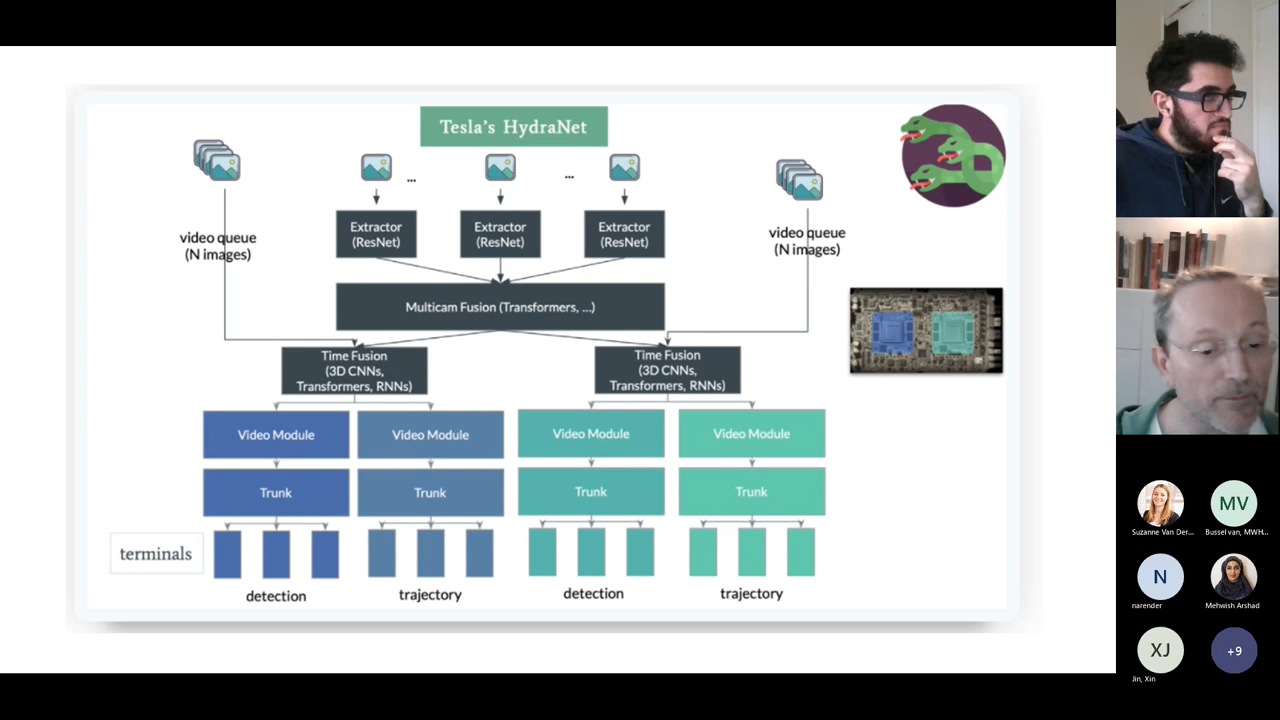 Tesla's HydraNet
...
...
Extractor
(ResNet)
Extractor
(ResNet)
Extractor
(ResNet)
video queue
(N images)
video queue
(N images)
Multicam Fusion (Transformers, ...)
Time Fusion
(3D CNNs,
Transformers, RNNs)
Time Fusion
(3D CNNs,
Transformers, RNNs)
Video Module
Video Module
Video Module
Video Module
Trunk
Trunk
Trunk
Trunk
terminals
detection
trajectory
detection
trajectory
MV
Suzanne Van Der...
Bussel van, MWH...
N
narender
Mehwish Arshad
XJ
+9
Jin, Xin